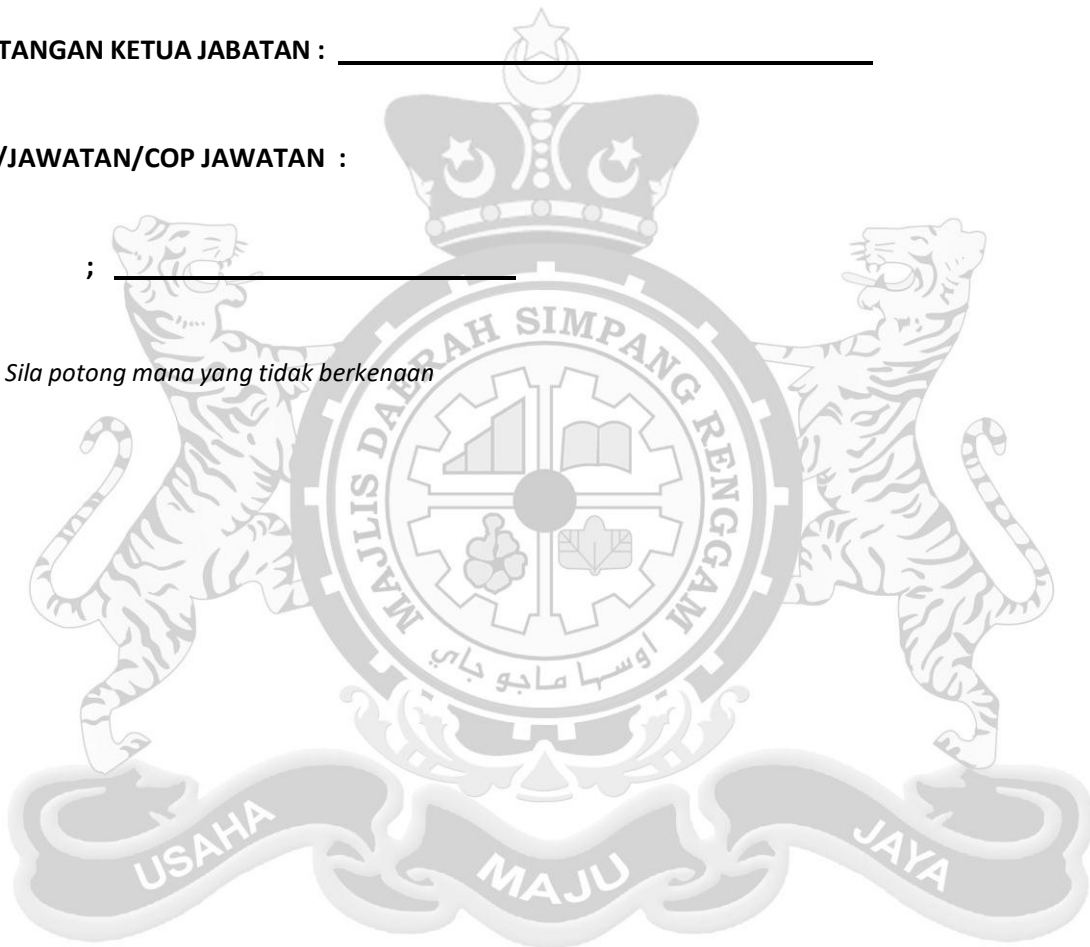 TANGAN KETUA JABATAN :
/JAWATAN/COP JAWATAN :
;
Sila potong mana yang tidak berkenaan
MAJLIS DAERAH SIMPANG RENGGAM
اوسها ماجو جاي
USAHA MAJU JAYA